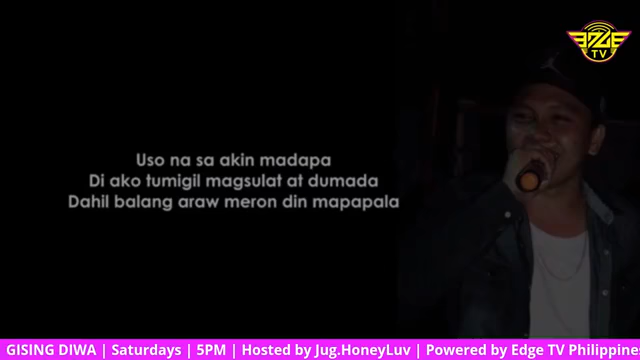 EDGE
TV
Uso na sa akin madapa
Di ako tumigil magsulat at dumada
Dahil balang araw meron din mapapala
GISING DIWA | Saturdays | 5PM | Hosted by Jug.HoneyLuv | Powered by Edge TV Philippine